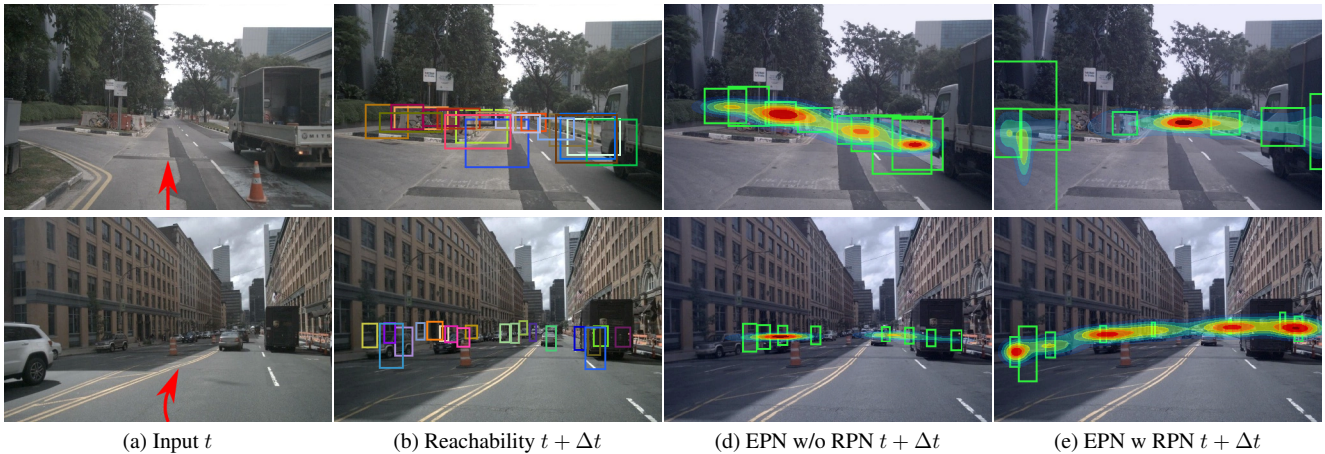 (a) Input t
(b) Reachability t + Δt
(d) EPN w/o RPN t + Δt
(e) EPN w RPN t + Δt